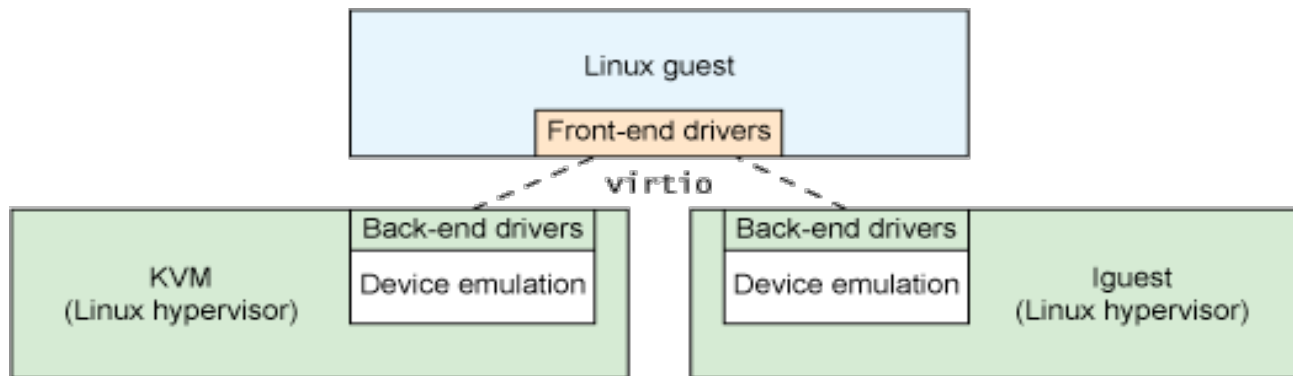 Linux guest
Front-end drivers
virtio
Back-end drivers
Device emulation
KVM
(Linux hypervisor)
Back-end drivers
Device emulation
lguest
(Linux hypervisor)